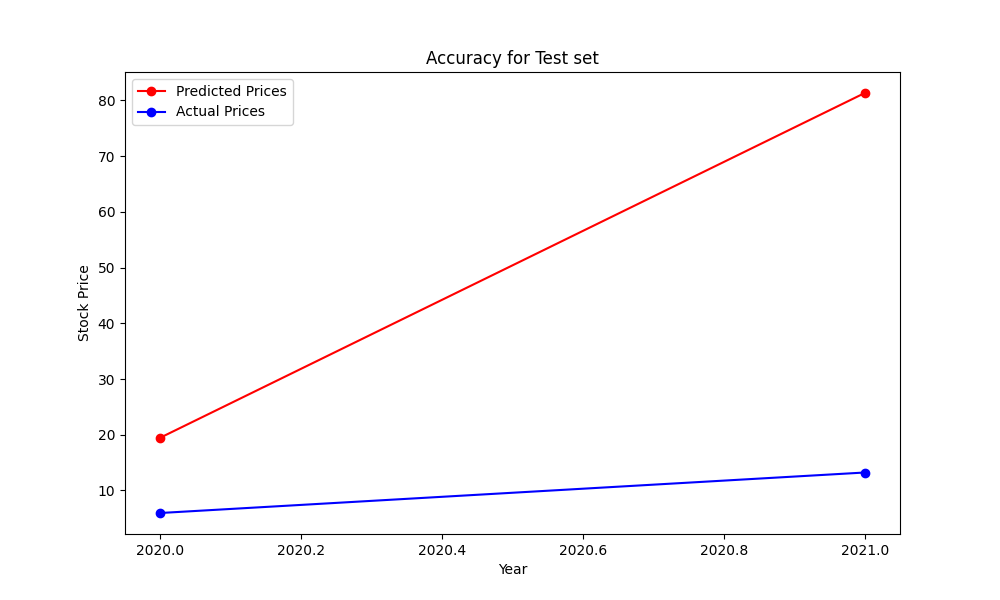 Accuracy for Test set
Predicted Prices
Actual Prices
Stock Price
80
70
60
50
40
30
20
10
2020.0 2020.2 2020.4 2020.6 2020.8 2021.0
Year